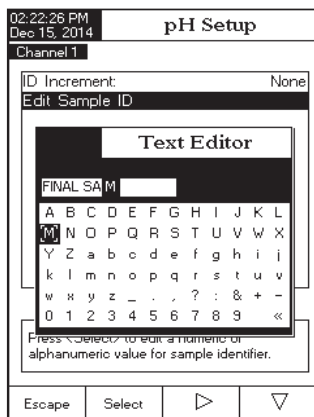 02:22:26 PM
Dec 15, 2014
pH Setup
Channel 1
ID Increment: None
Edit Sample ID
Text Editor
FINAL SAM
A B C D E F G H I J K L
[M] N O P Q R S T U V W X
Y Z a b c d e f g h i j
k l m n o p q r s t u v
w x y z _ . , ? : & + -
0 1 2 3 4 5 6 7 8 9 «
Press <Select> to edit a numeric or
alphanumeric value for sample identifier.
Escape Select ▷ ▽